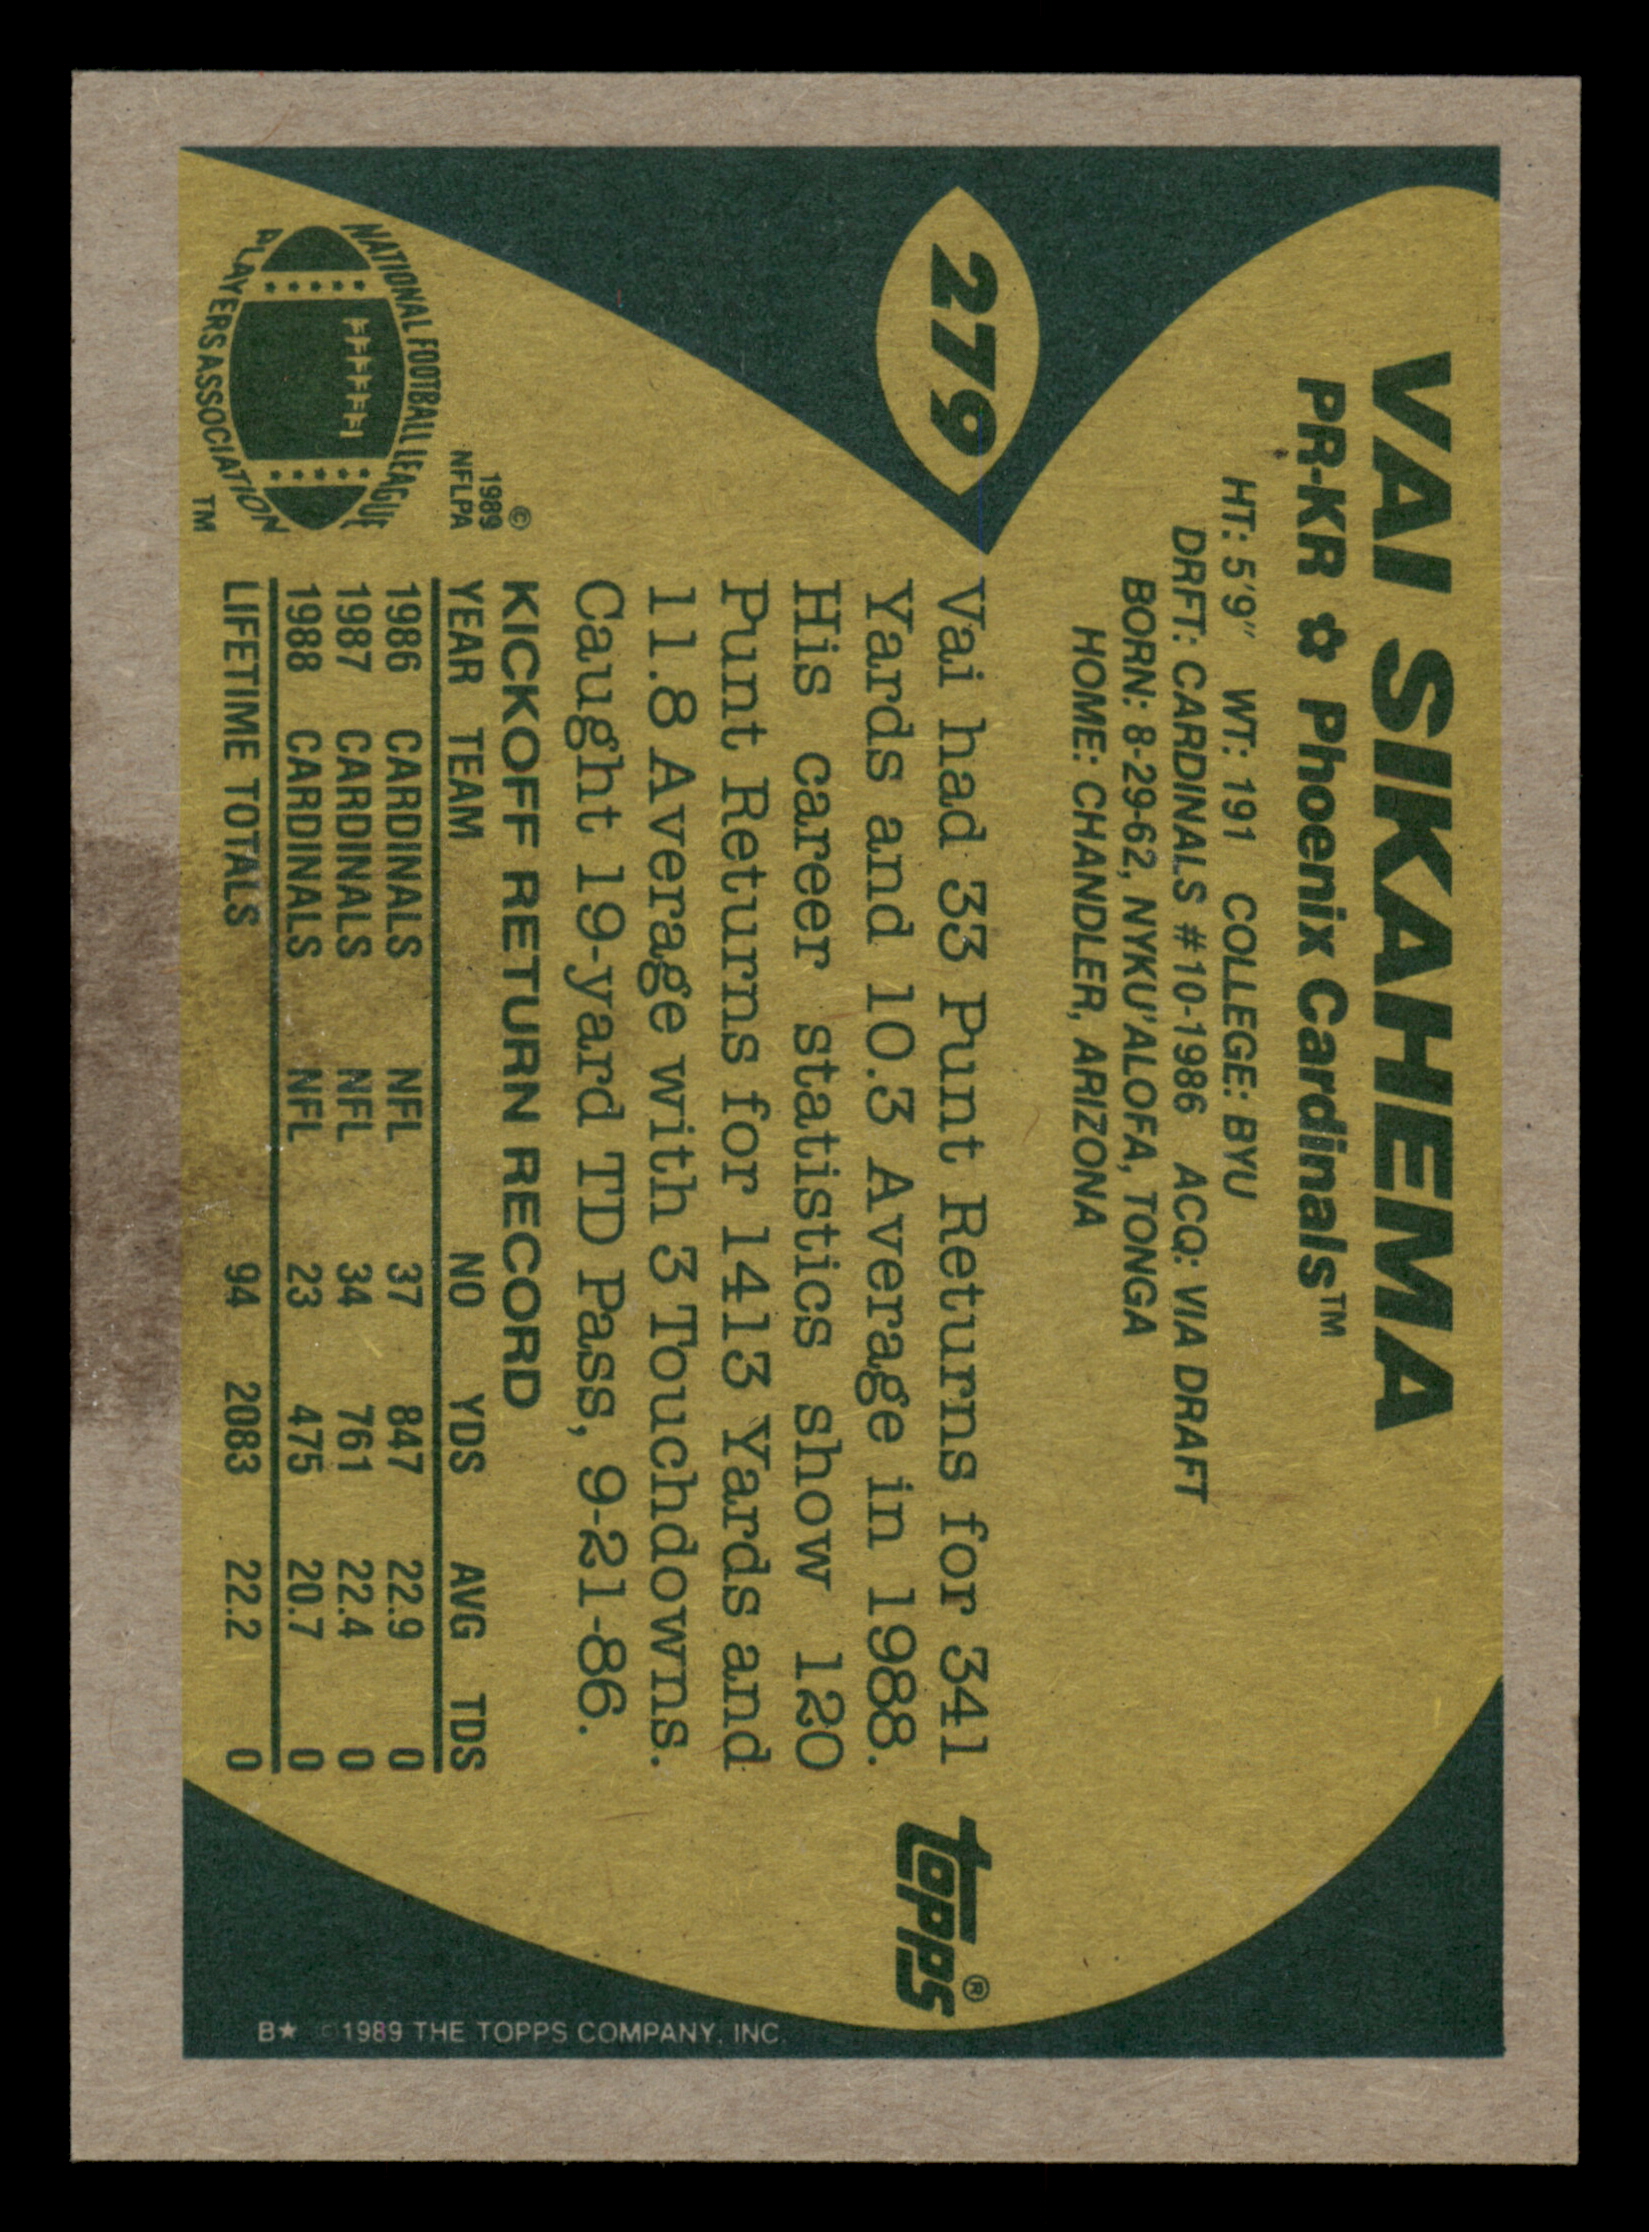 VAI SIKAHEMA
PR-KR ✿ Phoenix Cardinals™
HT: 5'9" WT: 191 COLLEGE: BYU
DRFT: CARDINALS #10-1986 ACQ: VIA DRAFT
BORN: 8-29-62, NYKU'ALOFA, TONGA
HOME: CHANDLER, ARIZONA
279
Vai had 33 Punt Returns for 341
Yards and 10.3 Average in 1988.
His career statistics show 120
Punt Returns for 1413 Yards and
11.8 Average with 3 Touchdowns.
Caught 19-yard TD Pass, 9-21-86.
topps®
KICKOFF RETURN RECORD
YEAR TEAM NO YDS AVG TDS
1986 CARDINALS NFL 37 847 22.9 0
1987 CARDINALS NFL 34 761 22.4 0
1988 CARDINALS NFL 23 475 20.7 0
LIFETIME TOTALS 94 2083 22.2 0
©
1989
NFLPA
NATIONAL FOOTBALL LEAGUE
PLAYERS ASSOCIATION
TM
B★ ©1989 THE TOPPS COMPANY, INC.